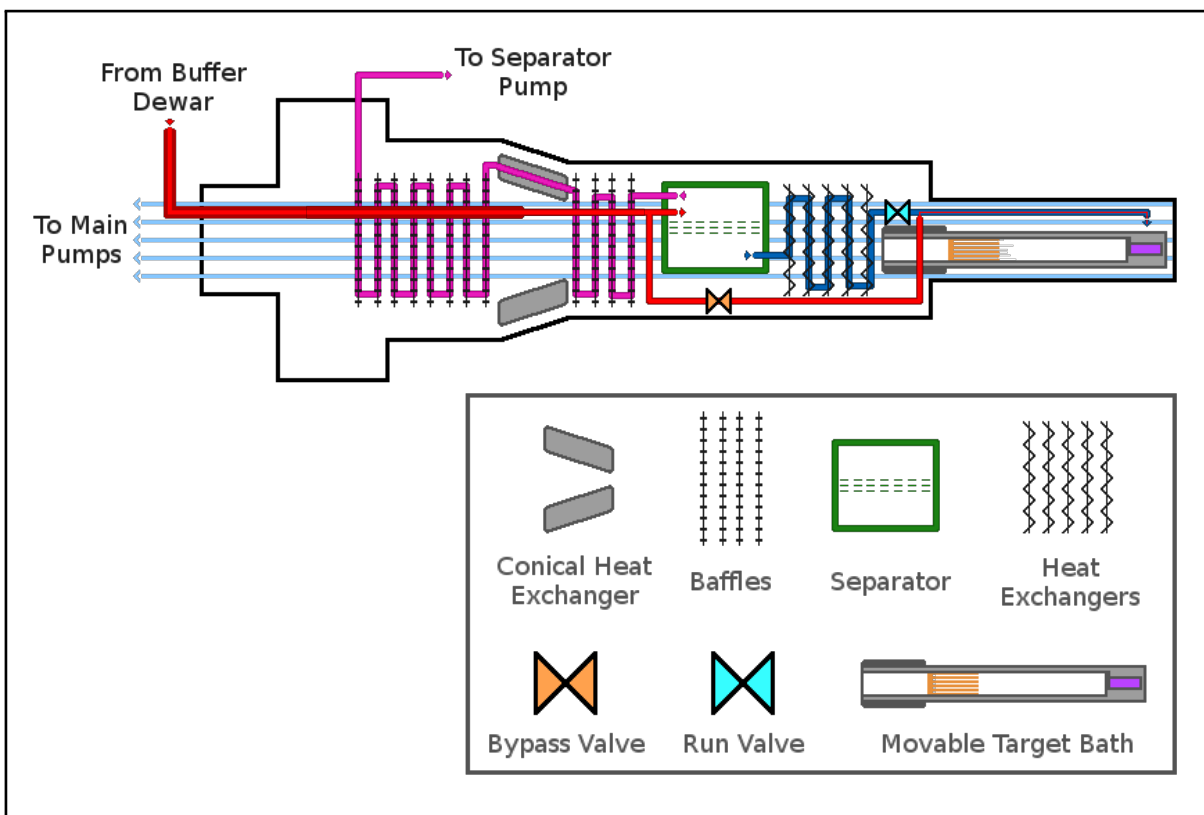 From Buffer
Dewar
To Separator
Pump
To Main
Pumps
Conical Heat
Exchanger
Baffles
Separator
Heat
Exchangers
Bypass Valve
Run Valve
Movable Target Bath